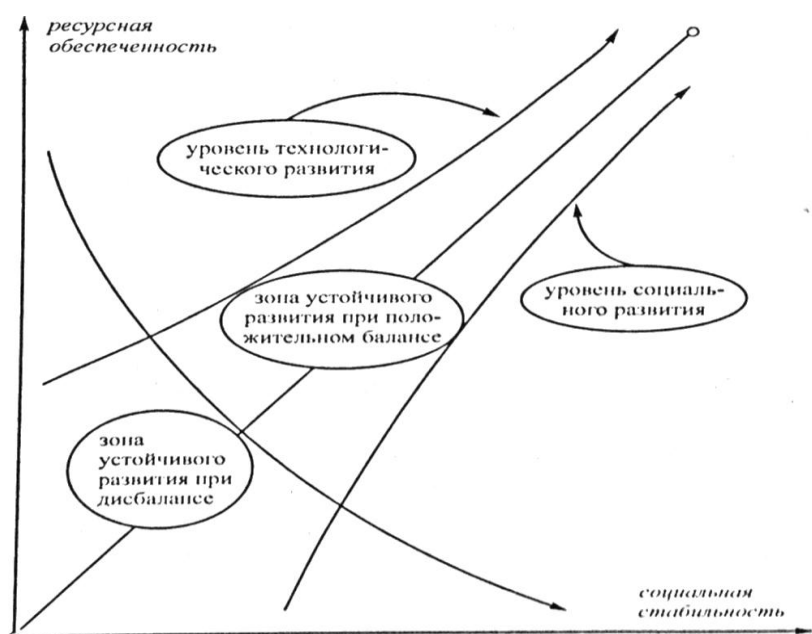 ресурсная
обеспеченность
уровень технологи-
ческого развития
зона устойчивого
развития при поло-
жительном балансе
уровень социаль-
ного развития
зона
устойчивого
развития при
дисбалансе
социальная
стабильность